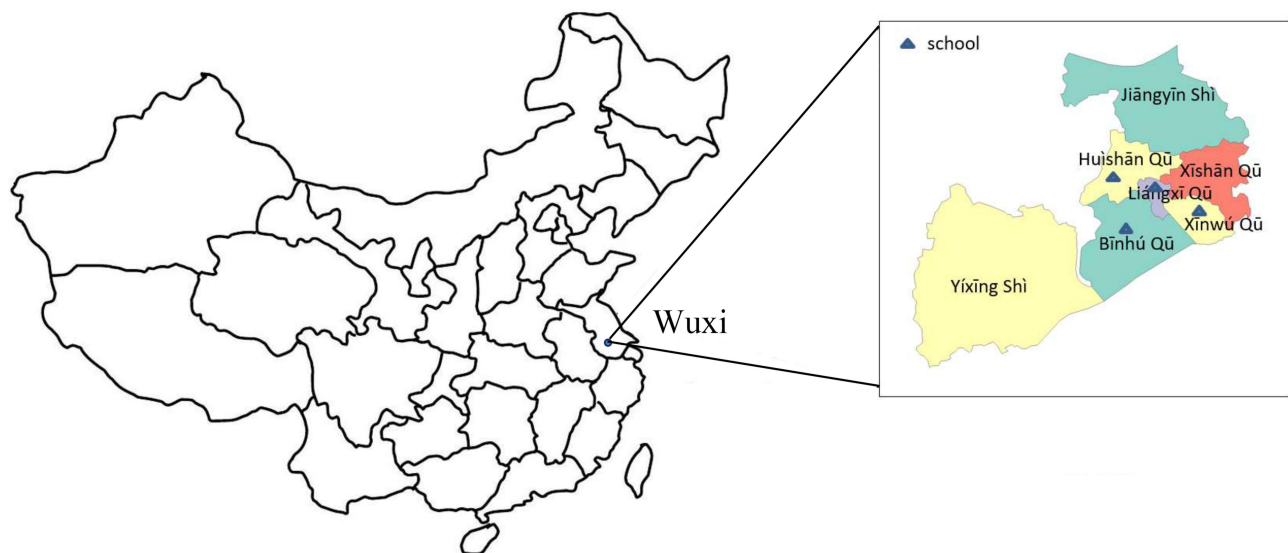 school
Jiāngyīn Shì
Huìshān Qū
Xīshān Qū
Liángxī Qū
Xīnwú Qū
Bīnhú Qū
Yíxīng Shì
Wuxi